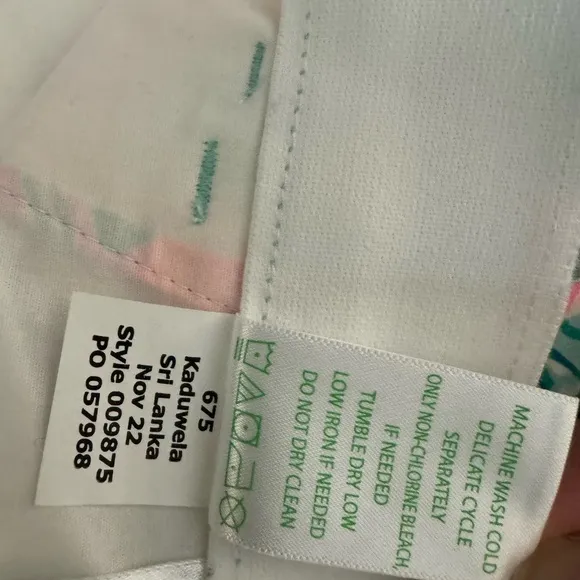 675
Kaduwela
Sri Lanka
Nov 22
Style 009875
PO 057968
MACHINE WASH COLD
DELICATE CYCLE
SEPARATELY
ONLY NON-CHLORINE BLEACH,
IF NEEDED
TUMBLE DRY LOW
LOW IRON IF NEEDED
DO NOT DRY CLEAN